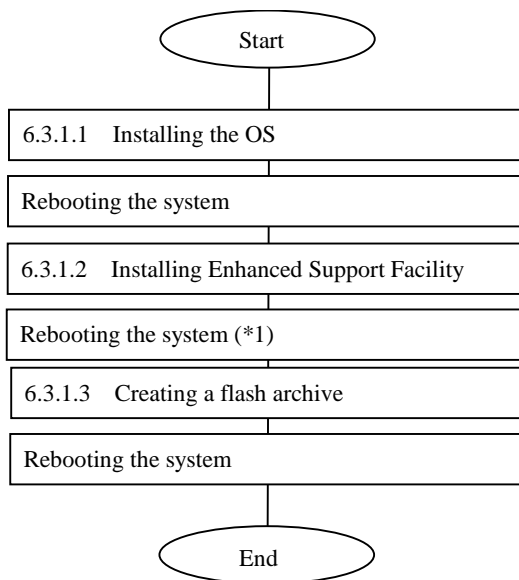 Start
6.3.1.1 Installing the OS
Rebooting the system
6.3.1.2 Installing Enhanced Support Facility
Rebooting the system (*1)
6.3.1.3 Creating a flash archive
Rebooting the system
End